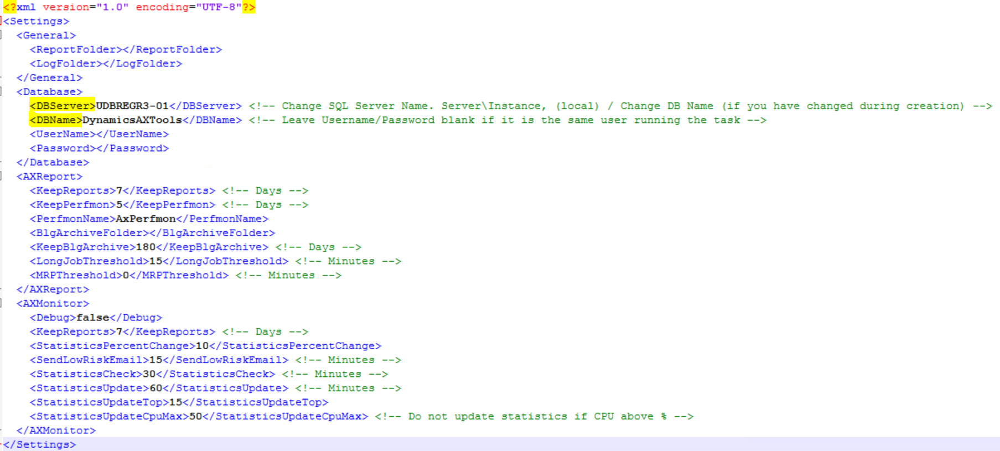 <?xml version="1.0" encoding="UTF-8"?>
<Settings>
  <General>
    <ReportFolder></ReportFolder>
    <LogFolder></LogFolder>
  </General>
  <Database>
    <DBServer>UDBREGR3-01</DBServer> <!-- Change SQL Server Name. Server\Instance, (local) / Change DB Name (if you have changed during creation) -->
    <DBName>DynamicsAXTools</DBName> <!-- Leave Username/Password blank if it is the same user running the task -->
    <UserName></UserName>
    <Password></Password>
  </Database>
  <AXReport>
    <KeepReports>7</KeepReports> <!-- Days -->
    <KeepPerfmon>5</KeepPerfmon> <!-- Days -->
    <PerfmonName>AxPerfmon</PerfmonName>
    <BlgArchiveFolder></BlgArchiveFolder>
    <KeepBlgArchive>180</KeepBlgArchive> <!-- Days -->
    <LongJobThreshold>15</LongJobThreshold> <!-- Minutes -->
    <MRPThreshold>0</MRPThreshold> <!-- Minutes -->
  </AXReport>
  <AXMonitor>
    <Debug>false</Debug>
    <KeepReports>7</KeepReports> <!-- Days -->
    <StatisticsPercentChange>10</StatisticsPercentChange>
    <SendLowRiskEmail>15</SendLowRiskEmail> <!-- Minutes -->
    <StatisticsCheck>30</StatisticsCheck> <!-- Minutes -->
    <StatisticsUpdate>60</StatisticsUpdate> <!-- Minutes -->
    <StatisticsUpdateTop>15</StatisticsUpdateTop>
    <StatisticsUpdateCpuMax>50</StatisticsUpdateCpuMax> <!-- Do not update statistics if CPU above % -->
  </AXMonitor>
</Settings>